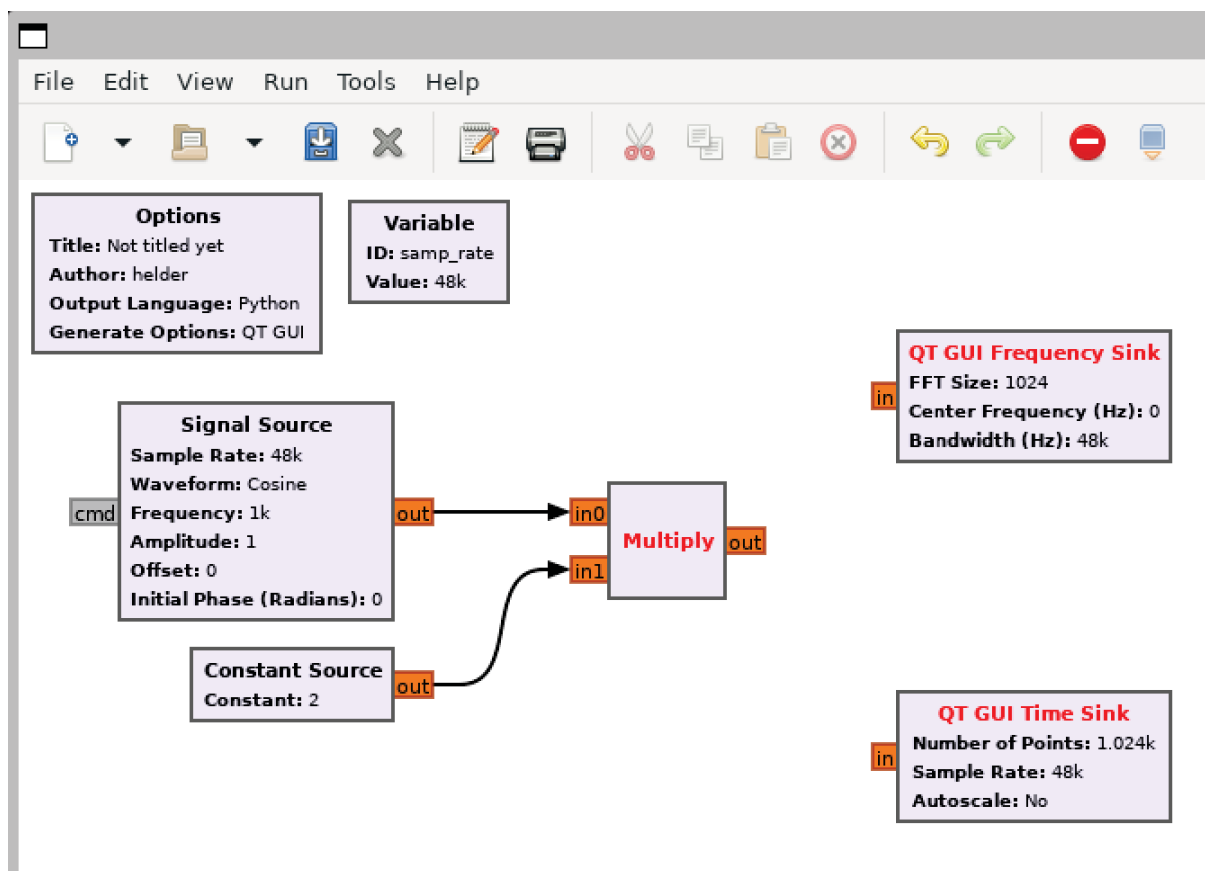 File Edit View Run Tools Help
Options
Title: Not titled yet
Author: helder
Output Language: Python
Generate Options: QT GUI
Variable
ID: samp_rate
Value: 48k
QT GUI Frequency Sink
in
FFT Size: 1024
Center Frequency (Hz): 0
Bandwidth (Hz): 48k
Signal Source
Sample Rate: 48k
Waveform: Cosine
cmd
Frequency: 1k
out
Amplitude: 1
Offset: 0
Initial Phase (Radians): 0
in0
Multiply
out
in1
Constant Source
out
Constant: 2
QT GUI Time Sink
Number of Points: 1.024k
in
Sample Rate: 48k
Autoscale: No